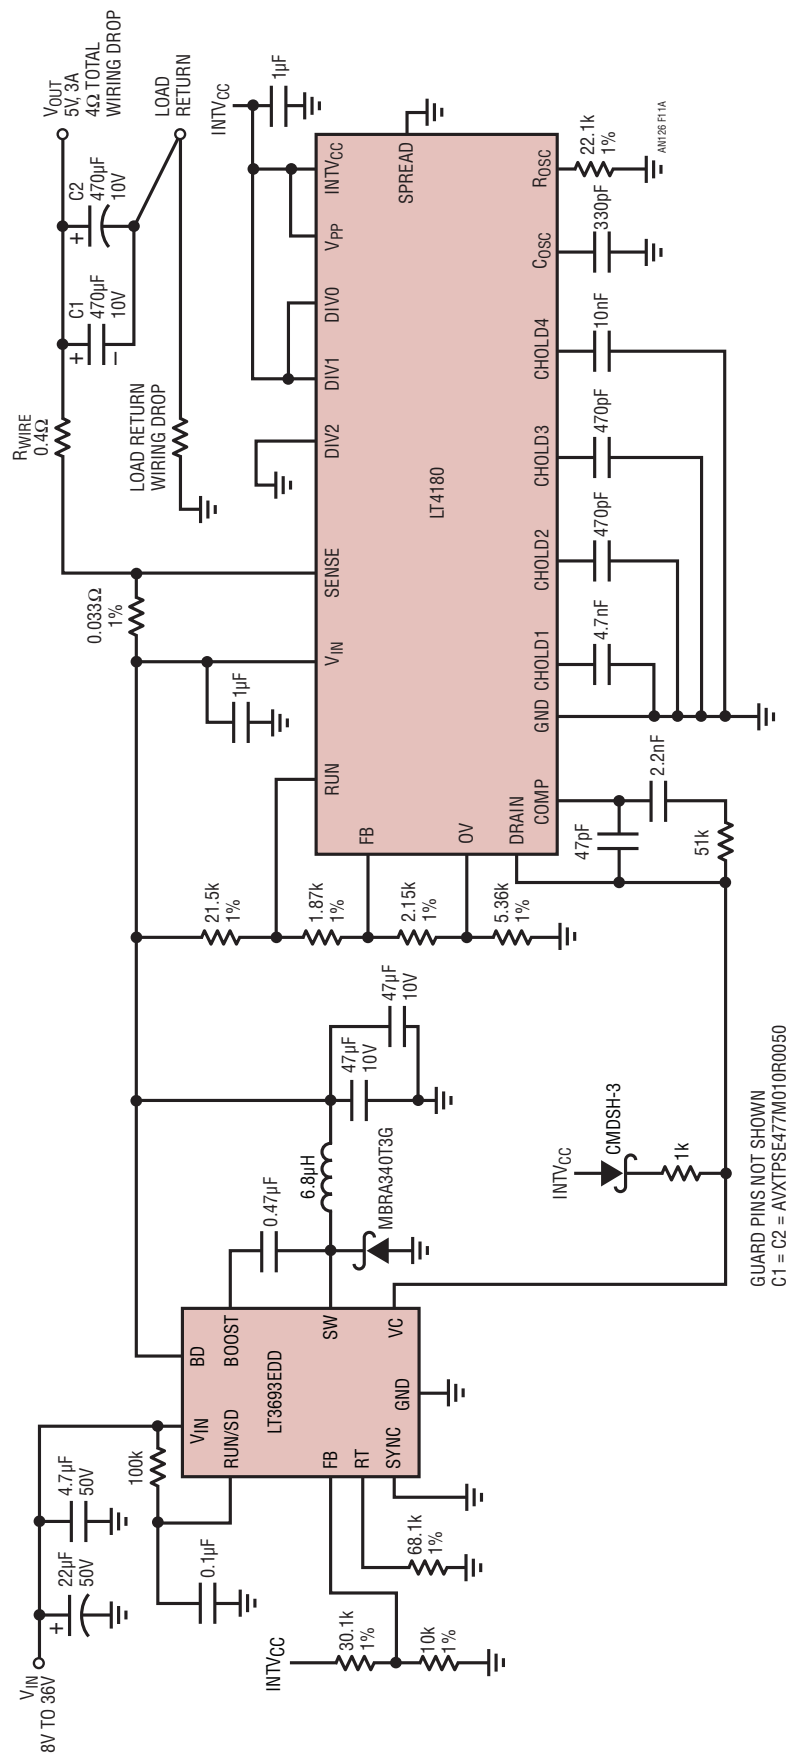 VIN
8V TO 36V
22µF
50V
+
4.7µF
50V
100k
0.1µF
INTVCC
30.1k
1%
10k
1%
68.1k
1%
VIN
RUN/SD
BD
BOOST
LT3693EDD
FB
RT
SYNC
GND
SW
VC
0.47µF
6.8µH
MBRA340T3G
47µF
10V
47µF
10V
INTVCC
CMDSH-3
1k
21.5k
1%
1.87k
1%
2.15k
1%
5.36k
1%
47pF
2.2nF
51k
1µF
0.033Ω
1%
RWIRE
0.4Ω
LOAD RETURN
WIRING DROP
+
C1
470µF
10V
–
+
C2
470µF
10V
VOUT
5V, 3A
4Ω TOTAL
WIRING DROP
LOAD
RETURN
INTVCC
1µF
RUN
VIN
SENSE
DIV2
DIV1
DIV0
VPP
INTVCC
FB
OV
DRAIN
COMP
LT4180
SPREAD
GND
CHOLD1
CHOLD2
CHOLD3
CHOLD4
COSC
ROSC
4.7nF
470pF
470pF
10nF
330pF
22.1k
1%
AN126 F11A
GUARD PINS NOT SHOWN
C1 = C2 = AVXTPSE477M010R0050